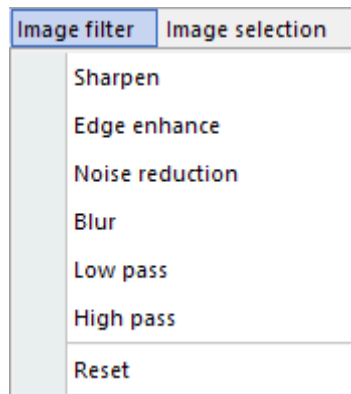 Image filter Image selection
Sharpen
Edge enhance
Noise reduction
Blur
Low pass
High pass
Reset